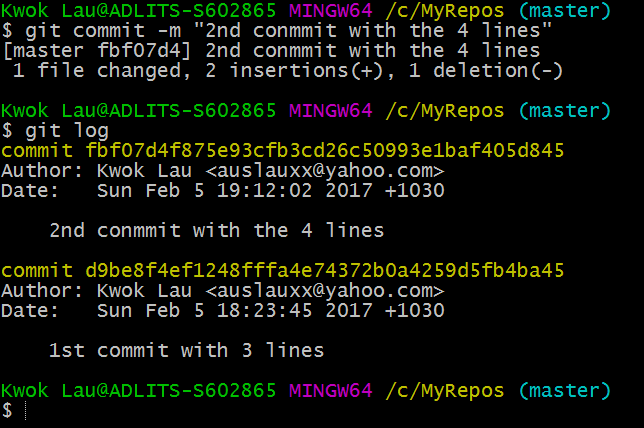 Kwok Lau@ADLITS-S602865 MINGW64 /c/MyRepos (master)
$ git commit -m "2nd conmmit with the 4 lines"
[master fbf07d4] 2nd conmmit with the 4 lines
 1 file changed, 2 insertions(+), 1 deletion(-)

Kwok Lau@ADLITS-S602865 MINGW64 /c/MyRepos (master)
$ git log
commit fbf07d4f875e93cfb3cd26c50993e1baf405d845
Author: Kwok Lau <auslauxx@yahoo.com>
Date:   Sun Feb 5 19:12:02 2017 +1030

    2nd conmmit with the 4 lines

commit d9be8f4ef1248fffa4e74372b0a4259d5fb4ba45
Author: Kwok Lau <auslauxx@yahoo.com>
Date:   Sun Feb 5 18:23:45 2017 +1030

    1st commit with 3 lines

Kwok Lau@ADLITS-S602865 MINGW64 /c/MyRepos (master)
$